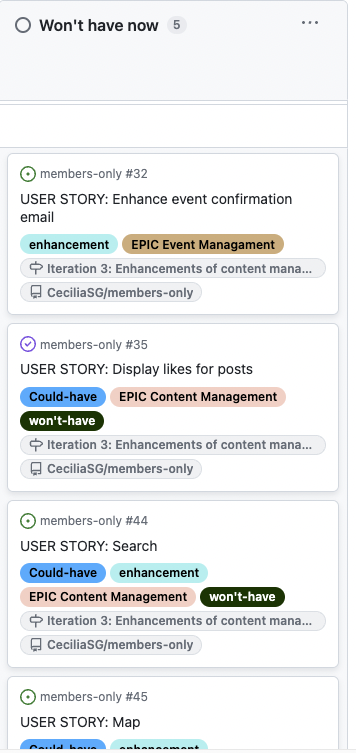 Won't have now 5 ...
members-only #32
USER STORY: Enhance event confirmation
email
enhancement EPIC Event Managament
Iteration 3: Enhancements of content mana...
CeciliaSG/members-only
members-only #35
USER STORY: Display likes for posts
Could-have EPIC Content Management
won't-have
Iteration 3: Enhancements of content mana...
CeciliaSG/members-only
members-only #44
USER STORY: Search
Could-have enhancement
EPIC Content Management won't-have
Iteration 3: Enhancements of content mana...
CeciliaSG/members-only
members-only #45
USER STORY: Map
Could-have enhancement